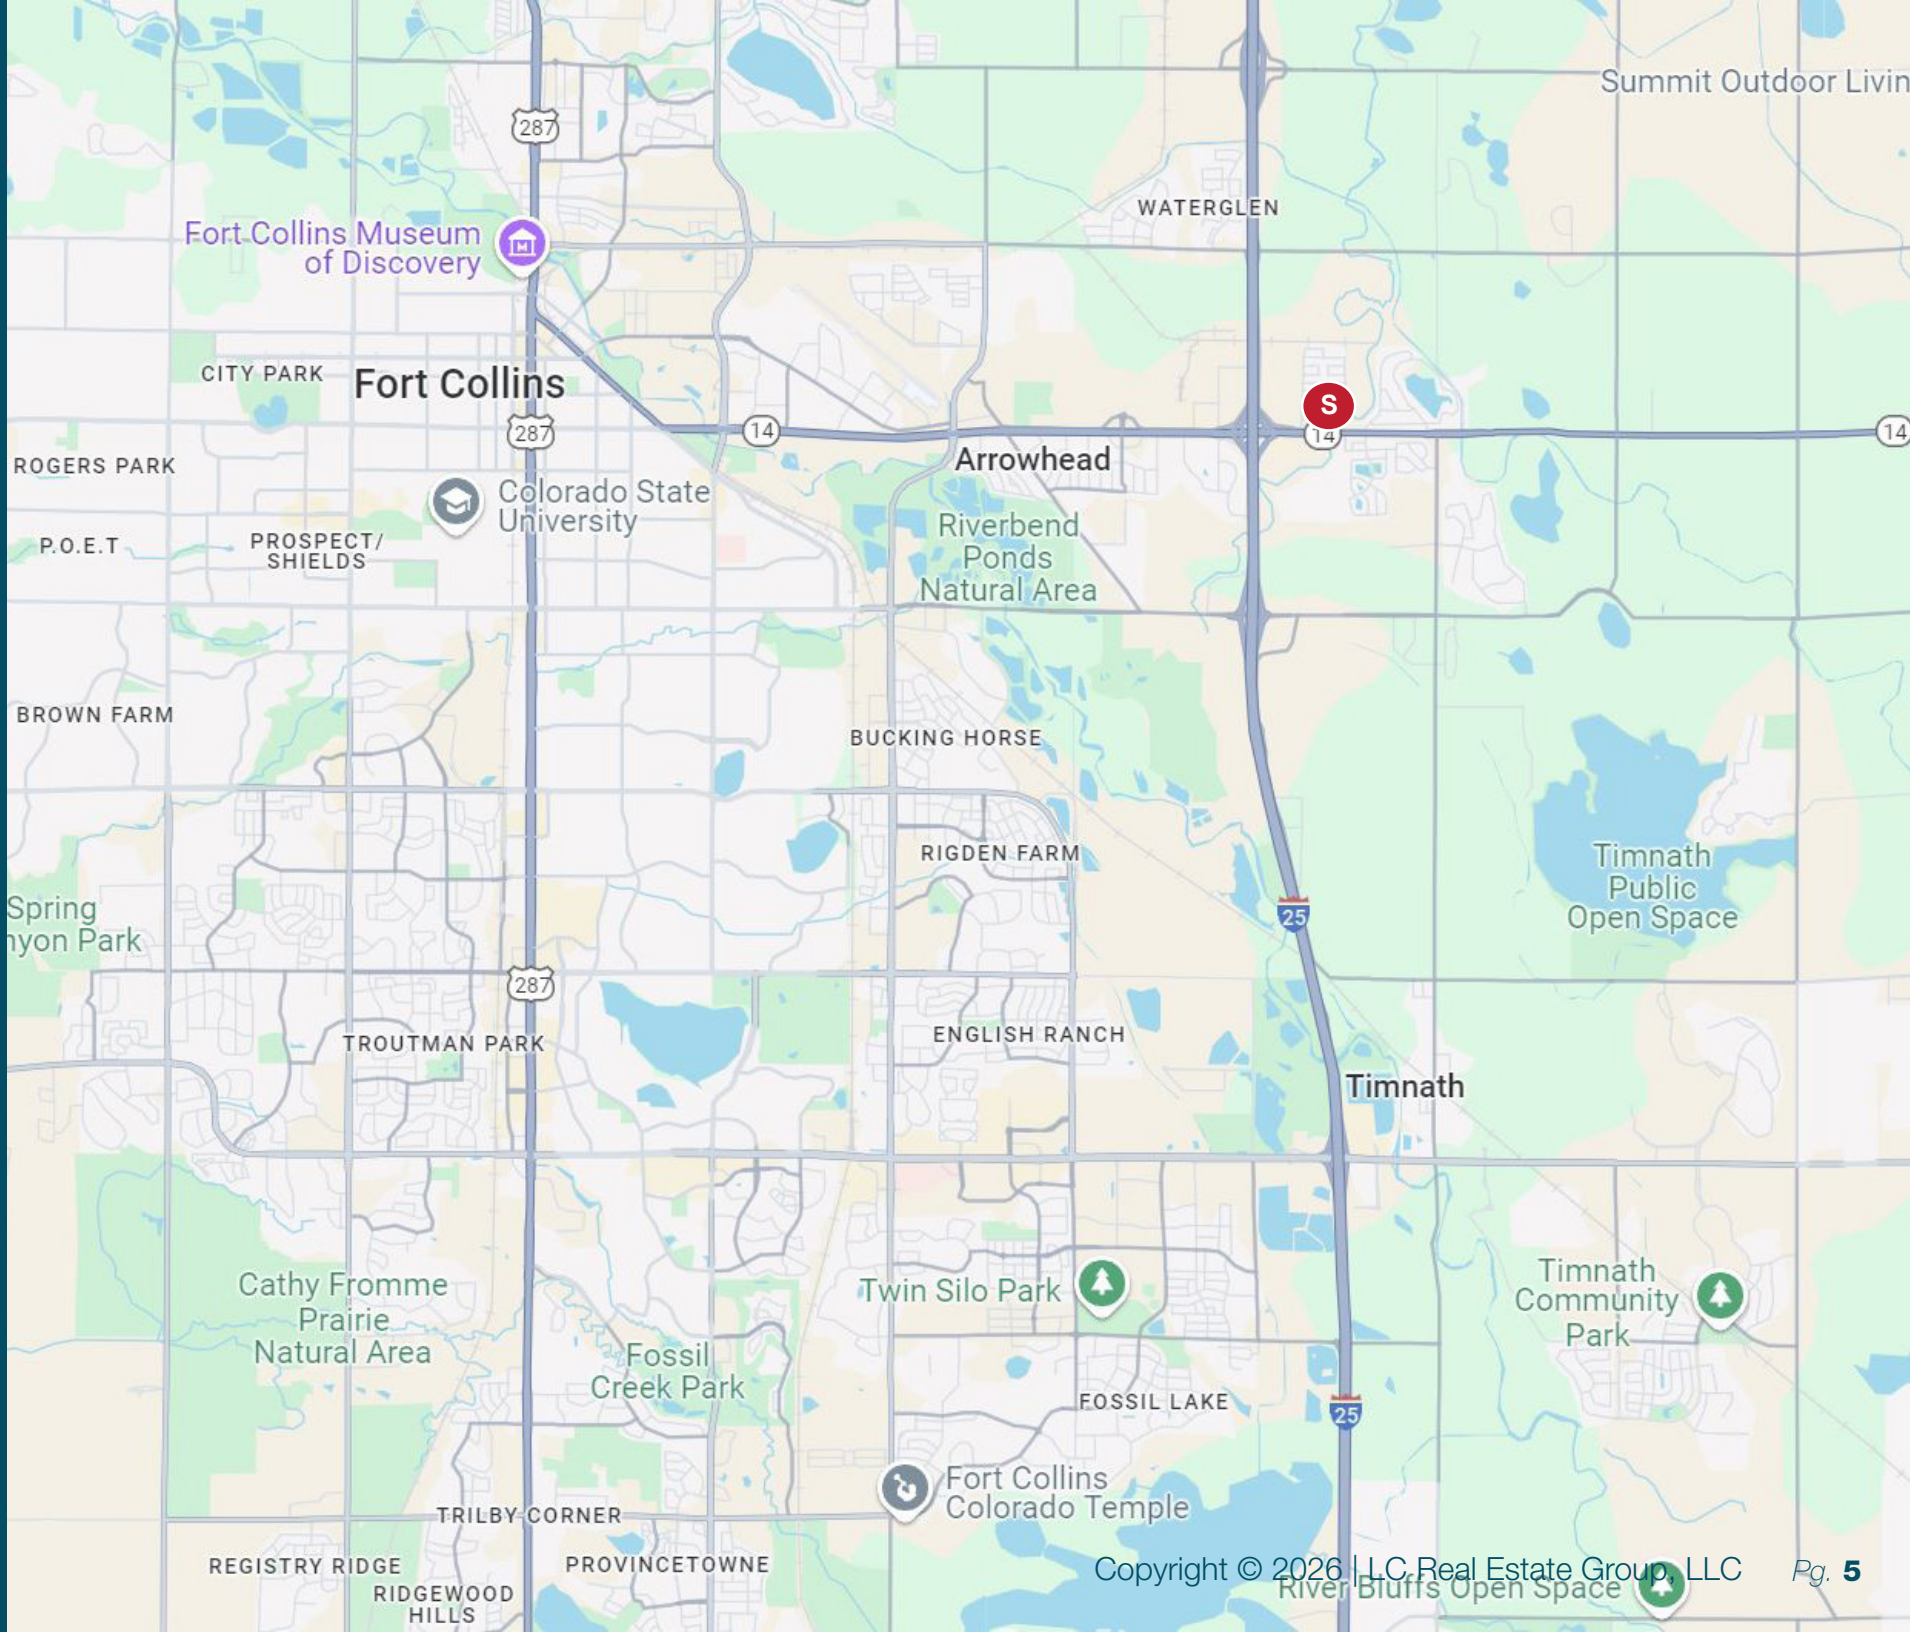 Summit Outdoor Livin
287
WATERGLEN
Fort Collins Museum
of Discovery
CITY PARK
Fort Collins
S
287
14
14
14
Arrowhead
ROGERS PARK
Colorado State
University
Riverbend
Ponds
Natural Area
P.O.E.T
PROSPECT/
SHIELDS
BROWN FARM
BUCKING HORSE
RIGDEN FARM
Timnath
Public
Open Space
Spring
nyon Park
25
287
TROUTMAN PARK
ENGLISH RANCH
Timnath
Cathy Fromme
Prairie
Natural Area
Twin Silo Park
Timnath
Community
Park
Fossil
Creek Park
FOSSIL LAKE
25
Fort Collins
Colorado Temple
TRILBY CORNER
REGISTRY RIDGE
PROVINCETOWNE
RIDGEWOOD
HILLS
River Bluffs Open Space
Copyright © 2026 | LC Real Estate Group, LLC Pg. 5